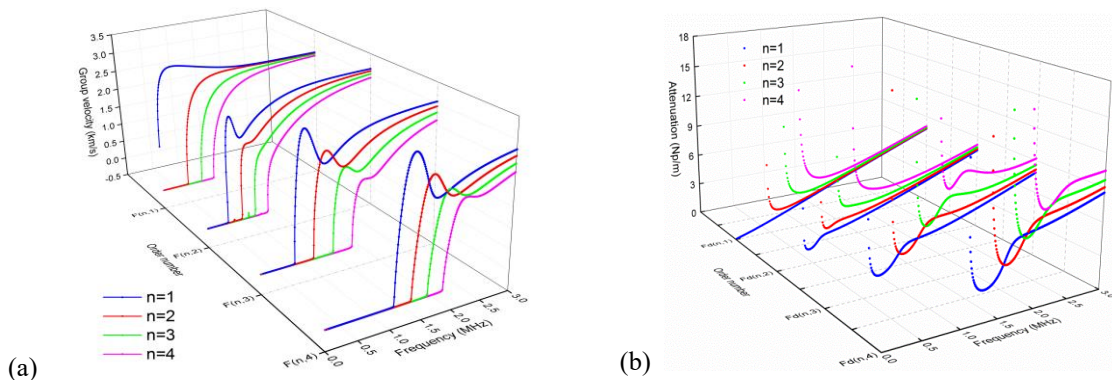 (a)
Group velocity (km/s)
3.5
3.0
2.5
2.0
1.5
1.0
0.5
0.0
-0.5
F(n,1)
F(n,2)
F(n,3)
F(n,4)
Order number
0.0
0.5
1.0
1.5
2.0
2.5
3.0
Frequency (MHz)
n=1
n=2
n=3
n=4
(b)
Attenuation (Np/m)
18
15
12
9
6
3
0
n=1
n=2
n=3
n=4
Fd(n,1)
Fd(n,2)
Fd(n,3)
Fd(n,4)
Order number
0.0
0.5
1.0
1.5
2.0
2.5
3.0
Frequency (MHz)